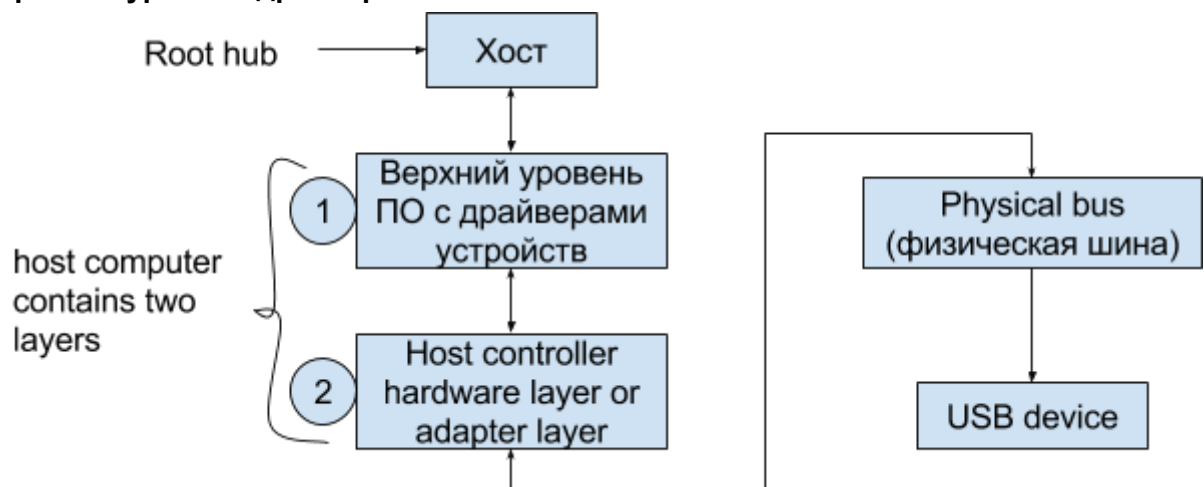 Root hub
Хост
1
Верхний уровень
ПО с драйверами
устройств
host computer
contains two
layers
2
Host controller
hardware layer or
adapter layer
Physical bus
(физическая шина)
USB device